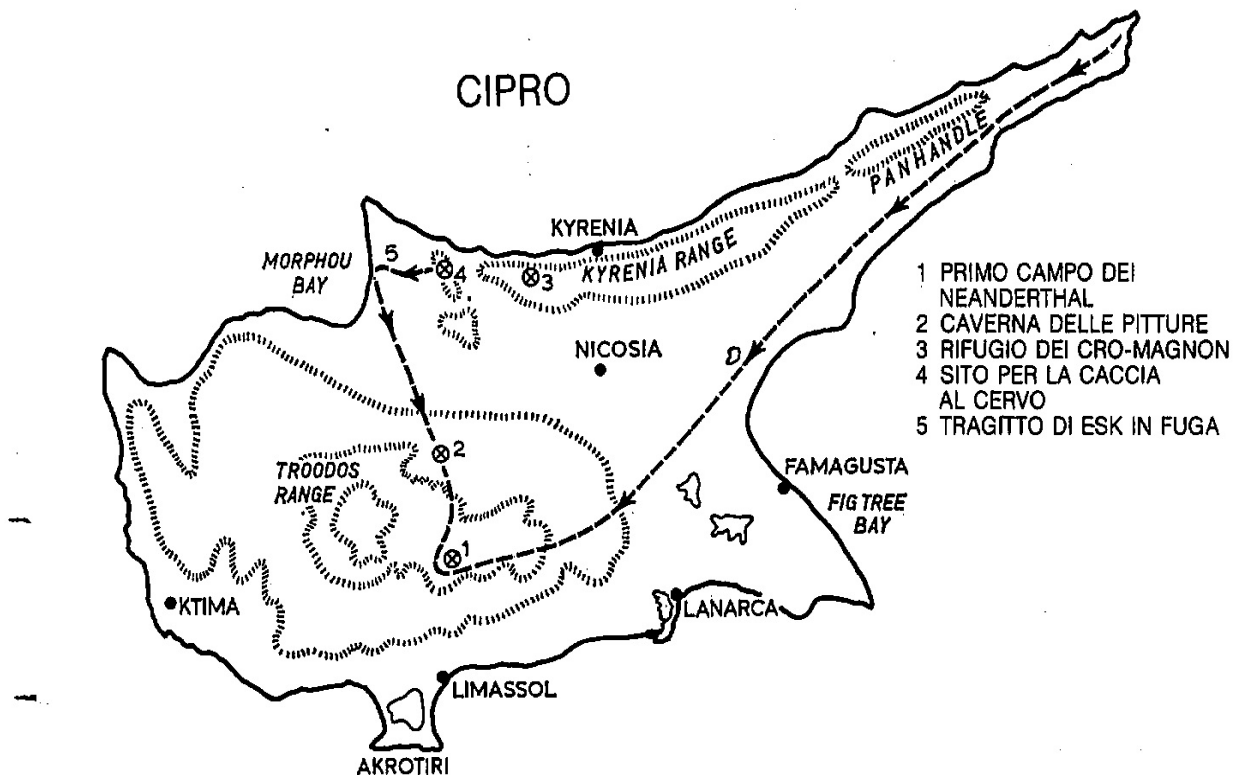 CIPRO
PANHANDLE
KYRENIA
KYRENIA RANGE
MORPHOU
BAY
5
4
3
NICOSIA
1 PRIMO CAMPO DEI
NEANDERTHAL
2 CAVERNA DELLE PITTURE
3 RIFUGIO DEI CRO-MAGNON
4 SITO PER LA CACCIA
AL CERVO
5 TRAGITTO DI ESK IN FUGA
2
TROODOS
RANGE
FAMAGUSTA
FIG TREE
BAY
1
KTIMA
LANARCA
LIMASSOL
AKROTIRI